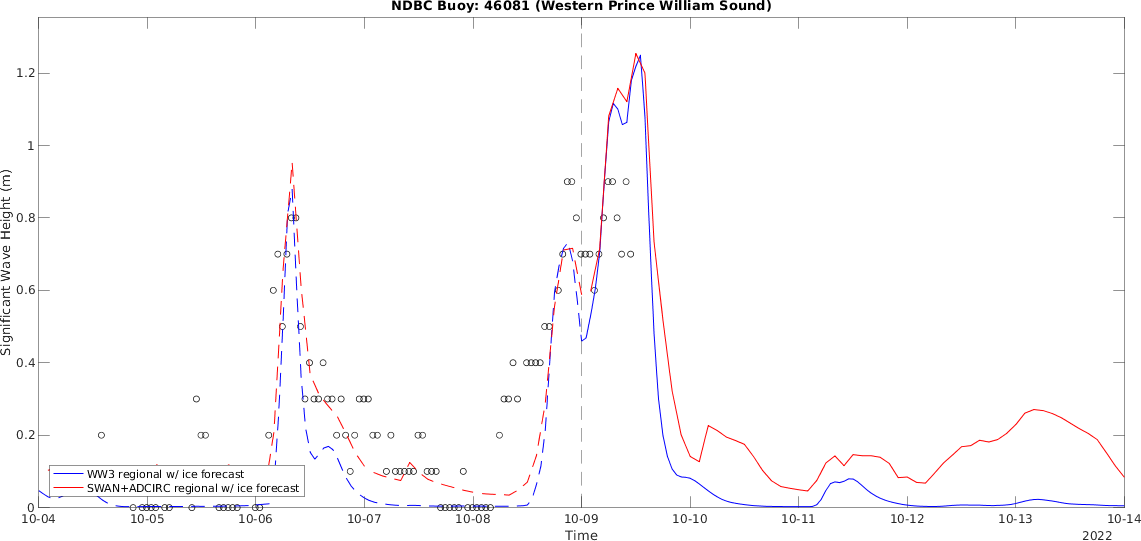 NDBC Buoy: 46081 (Western Prince William Sound)
Significant Wave Height (m)
1.2
1
0.8
0.6
0.4
0.2
0
WW3 regional w/ ice forecast
SWAN+ADCIRC regional w/ ice forecast
10-04 10-05 10-06 10-07 10-08 10-09 10-10 10-11 10-12 10-13 10-14
Time
2022